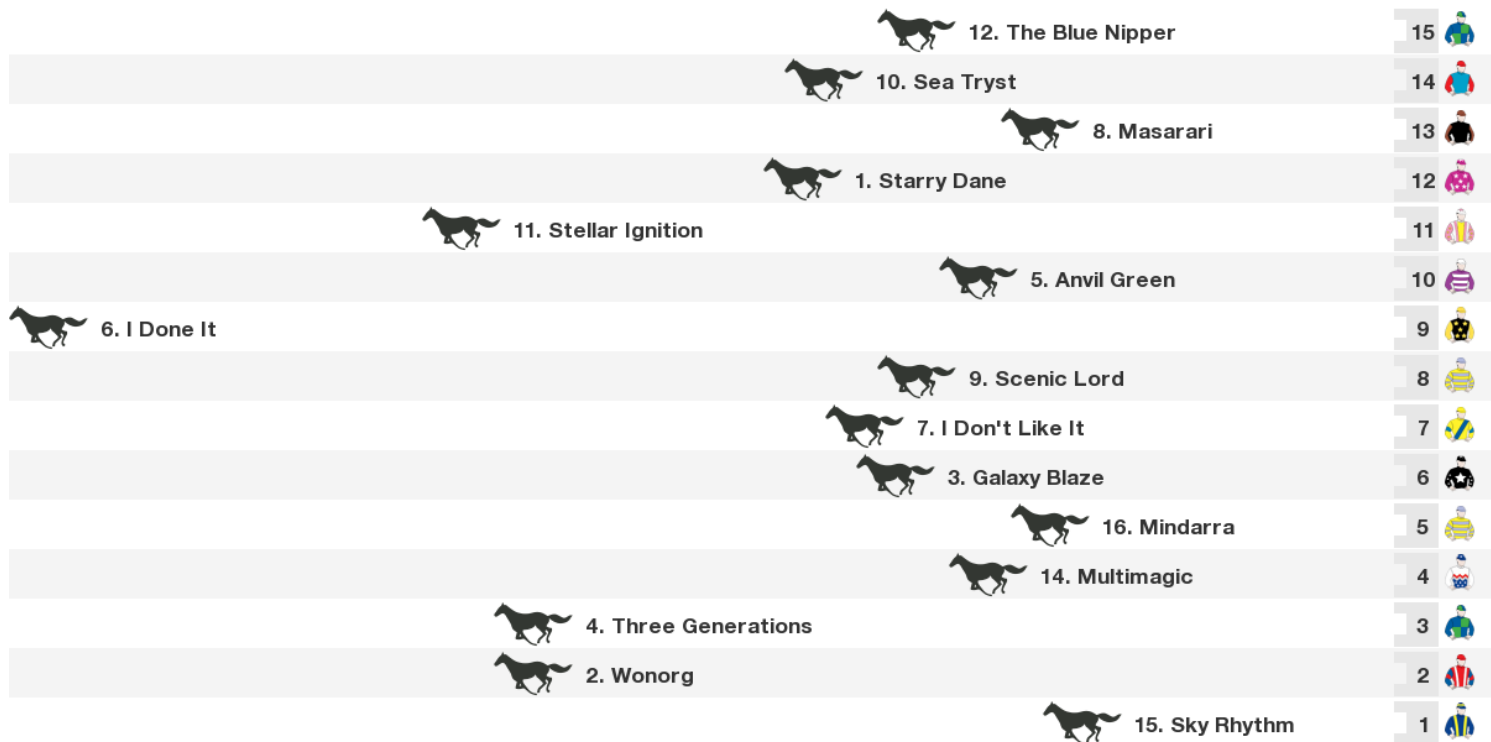 12. The Blue Nipper 15
10. Sea Tryst 14
8. Masarari 13
1. Starry Dane 12
11. Stellar Ignition 11
5. Anvil Green 10
6. I Done It 9
9. Scenic Lord 8
7. I Don't Like It 7
3. Galaxy Blaze 6
16. Mindarra 5
14. Multimagic 4
4. Three Generations 3
2. Wonorg 2
15. Sky Rhythm 1